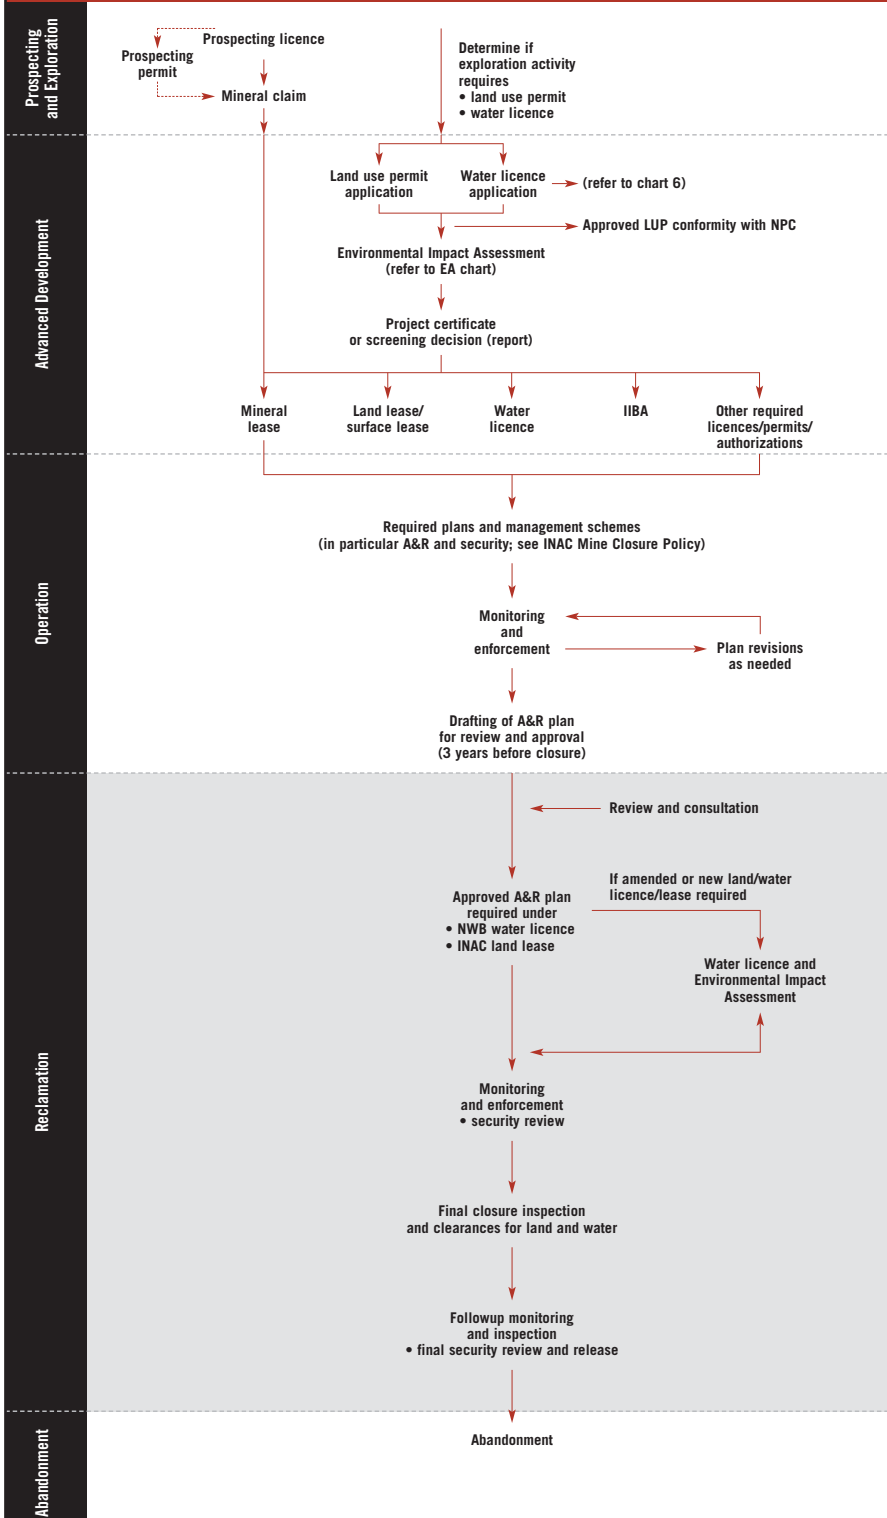 Prospecting
and Exploration
Prospecting licence
Prospecting
permit
Mineral claim
Determine if
exploration activity
requires
• land use permit
• water licence
Advanced Development
Land use permit
application
Water licence
application
(refer to chart 6)
Approved LUP conformity with NPC
Environmental Impact Assessment
(refer to EA chart)
Project certificate
or screening decision (report)
Mineral
lease
Land lease/
surface lease
Water
licence
IIBA
Other required
licences/permits/
authorizations
Operation
Required plans and management schemes
(in particular A&R and security; see INAC Mine Closure Policy)
Monitoring
and
enforcement
Plan revisions
as needed
Drafting of A&R plan
for review and approval
(3 years before closure)
Reclamation
Review and consultation
If amended or new land/water
licence/lease required
Approved A&R plan
required under
• NWB water licence
• INAC land lease
Water licence and
Environmental Impact
Assessment
Monitoring
and enforcement
• security review
Final closure inspection
and clearances for land and water
Followup monitoring
and inspection
• final security review and release
Abandonment
Abandonment